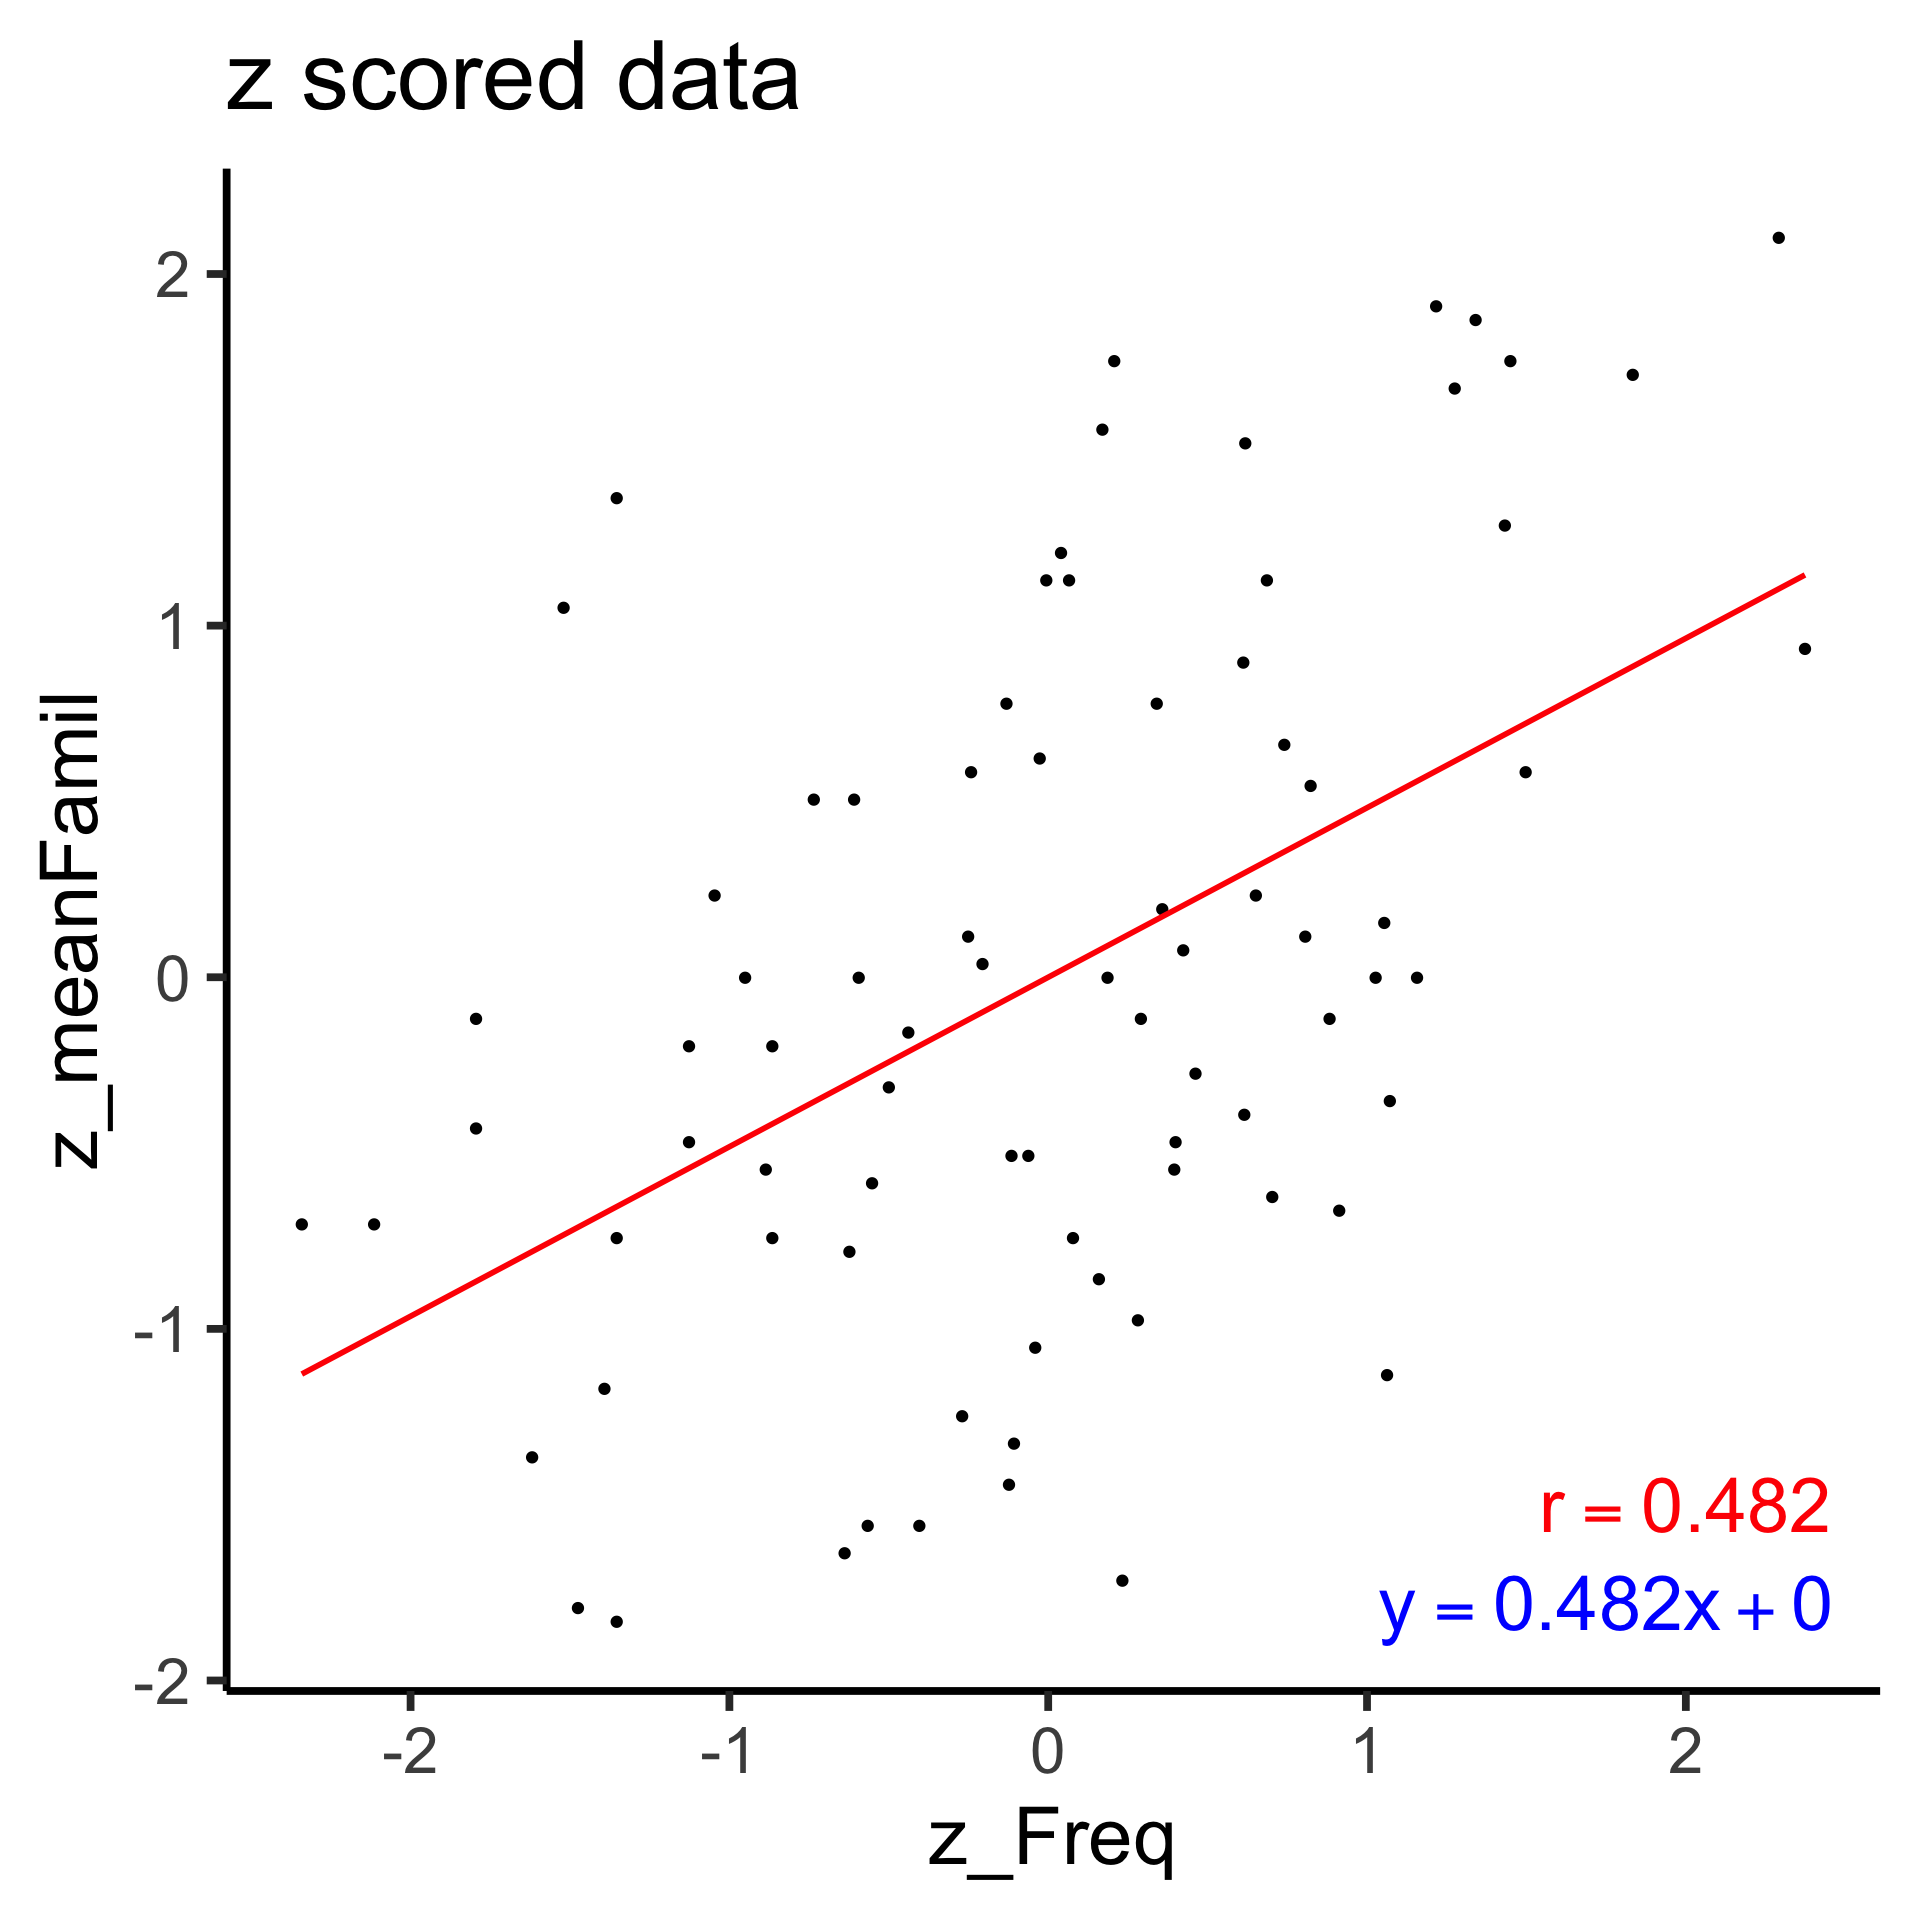 z scored data
z_meanFamil
2
1
0
-1
-2
r = 0.482
y = 0.482x + 0
-2
-1
0
1
2
z_Freq